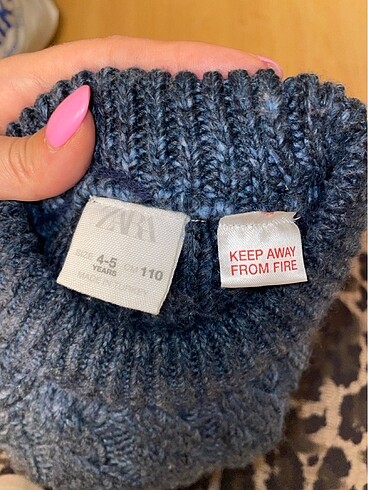 ZARA
SIZE 4-5 YEARS CM 110
MADE IN TURKEY
KEEP AWAY
FROM FIRE